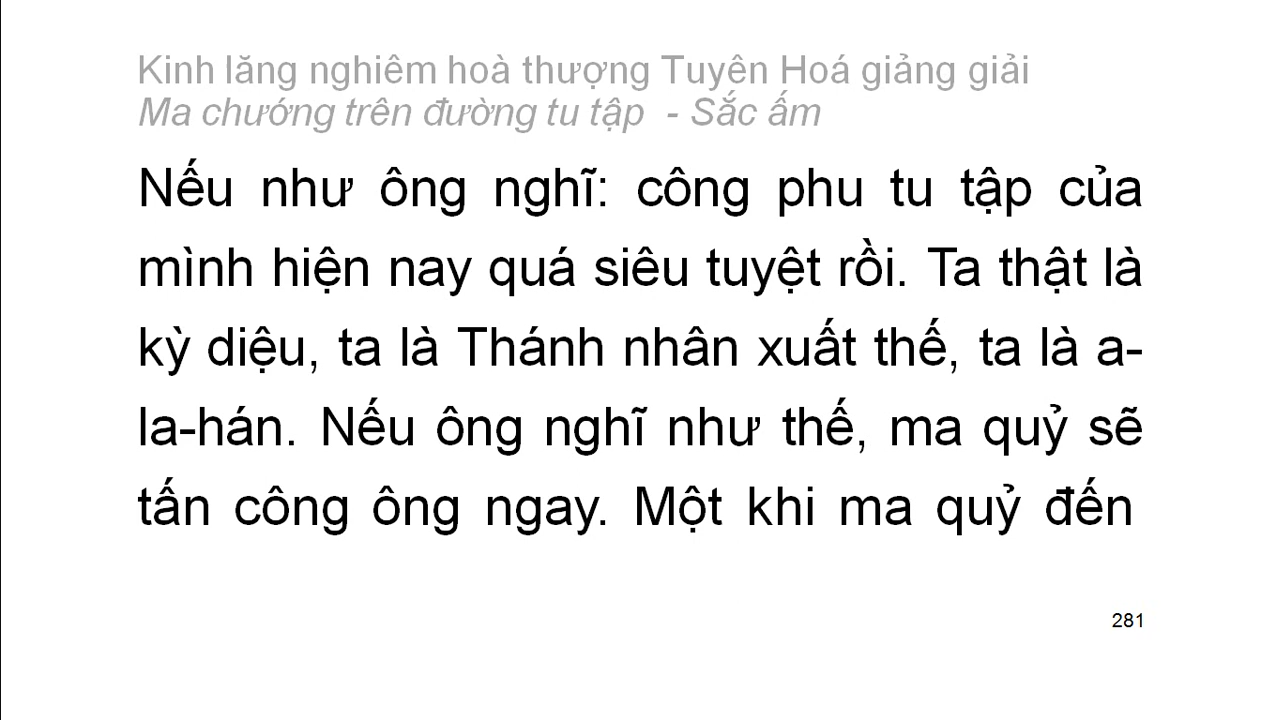 Kinh lăng nghiêm hoà thượng Tuyên Hoá giảng giải
Ma chướng trên đường tu tập - Sắc ấm
Nếu như ông nghĩ: công phu tu tập của
mình hiện nay quá siêu tuyệt rồi. Ta thật là
kỳ diệu, ta là Thánh nhân xuất thế, ta là a-
la-hán. Nếu ông nghĩ như thế, ma quỷ sẽ
tấn công ông ngay. Một khi ma quỷ đến
281